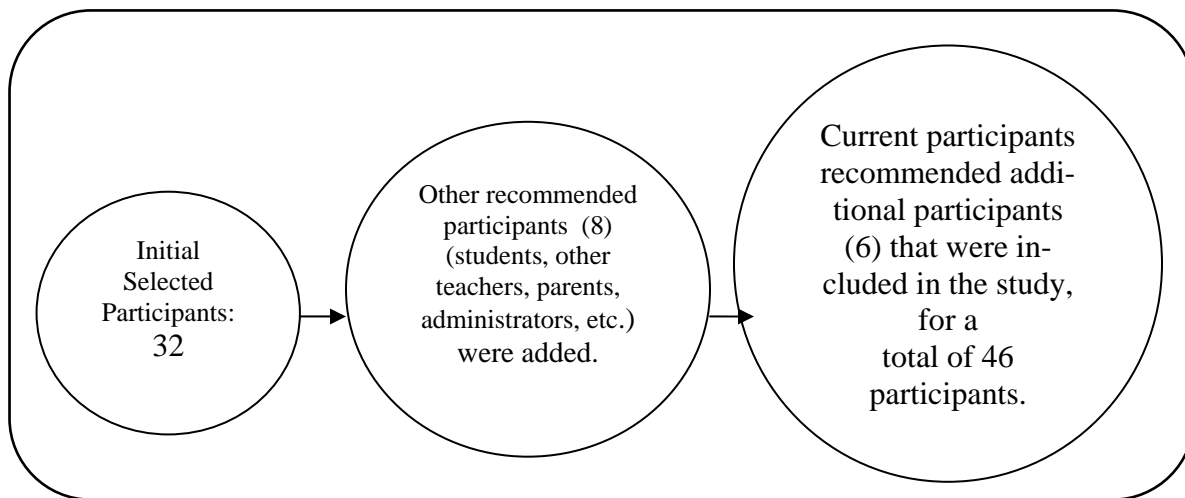 Initial
Selected
Participants:
32
Other recommended
participants (8)
(students, other
teachers, parents,
administrators, etc.)
were added.
Current participants
recommended addi-
tional participants
(6) that were in-
cluded in the study,
for a
total of 46
participants.